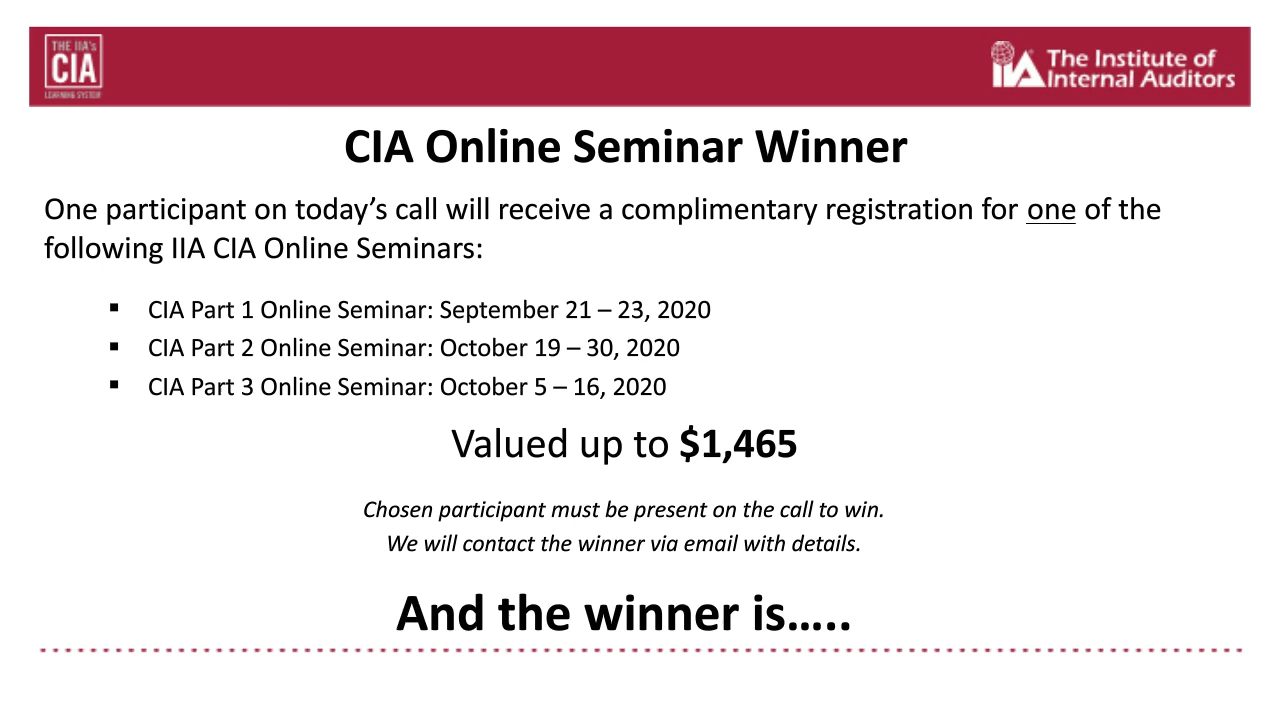 THE IIA's
CIA
LEARNING SYSTEM
IIA The Institute of
Internal Auditors
CIA Online Seminar Winner
One participant on today’s call will receive a complimentary registration for one of the
following IIA CIA Online Seminars:
▪ CIA Part 1 Online Seminar: September 21 – 23, 2020
▪ CIA Part 2 Online Seminar: October 19 – 30, 2020
▪ CIA Part 3 Online Seminar: October 5 – 16, 2020
Valued up to $1,465
Chosen participant must be present on the call to win.
We will contact the winner via email with details.
And the winner is…..